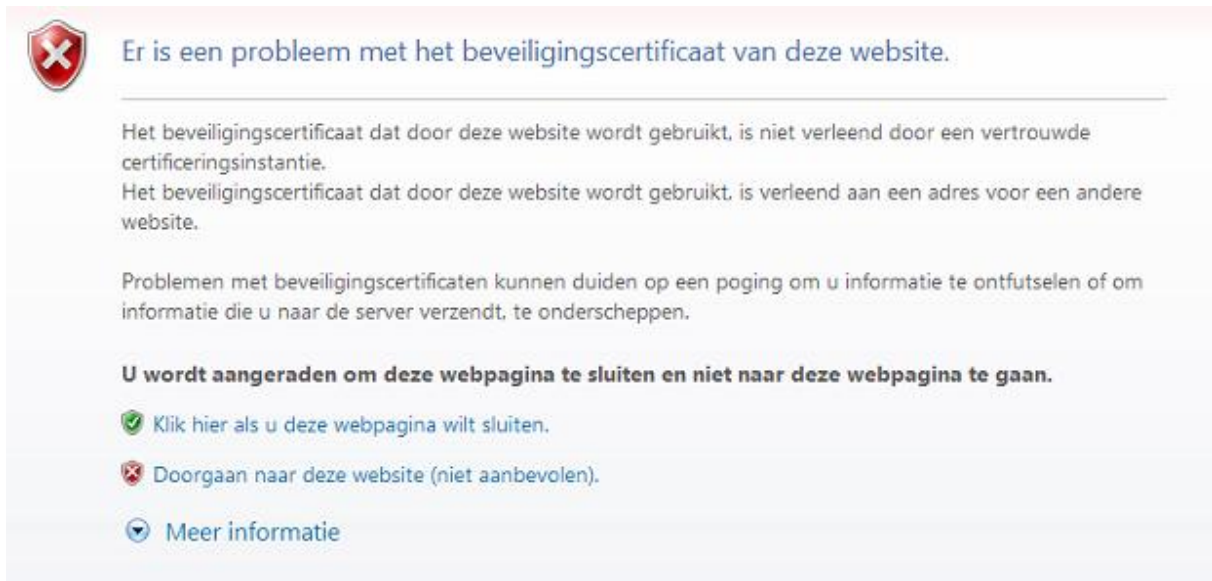 Er is een probleem met het beveiligingscertificaat van deze website.
Het beveiligingscertificaat dat door deze website wordt gebruikt, is niet verleend door een vertrouwde
certificeringsinstantie.
Het beveiligingscertificaat dat door deze website wordt gebruikt, is verleend aan een adres voor een andere
website.
Problemen met beveiligingscertificaten kunnen duiden op een poging om u informatie te ontfutselen of om
informatie die u naar de server verzendt, te onderscheppen.
U wordt aangeraden om deze webpagina te sluiten en niet naar deze webpagina te gaan.
Klik hier als u deze webpagina wilt sluiten.
Doorgaan naar deze website (niet aanbevolen).
Meer informatie